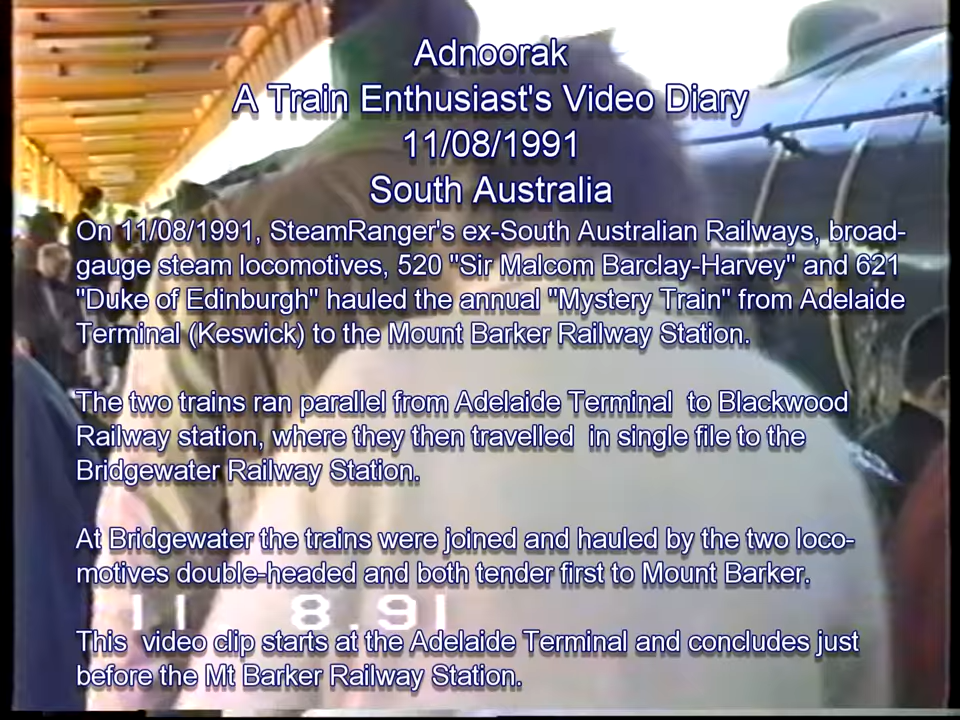 Adnoorak
A Train Enthusiast's Video Diary
11/08/1991
South Australia
On 11/08/1991, SteamRanger's ex-South Australian Railways, broad-
gauge steam locomotives, 520 "Sir Malcom Barclay-Harvey" and 621
"Duke of Edinburgh" hauled the annual "Mystery Train" from Adelaide
Terminal (Keswick) to the Mount Barker Railway Station.
The two trains ran parallel from Adelaide Terminal to Blackwood
Railway station, where they then travelled in single file to the
Bridgewater Railway Station.
At Bridgewater the trains were joined and hauled by the two loco-
motives double-headed and both tender first to Mount Barker.
11 8.91
This video clip starts at the Adelaide Terminal and concludes just
before the Mt Barker Railway Station.